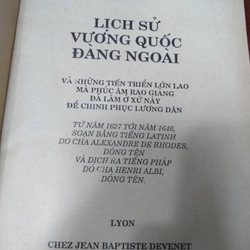 LỊCH SỬ
VƯƠNG QUỐC
ĐÀNG NGOÀI
VÀ NHỮNG TIẾN TRIỂN LỚN LAO
MÀ PHÚC ÂM RAO GIẢNG
ĐÃ LÀM Ở XỨ NÀY
ĐỂ CHINH PHỤC LƯƠNG DÂN
TỪ NĂM 1627 TỚI NĂM 1646,
SOẠN BẰNG TIẾNG LATINH
DO CHA ALEXANDRE DE RHODES,
DÒNG TÊN
VÀ DỊCH RA TIẾNG PHÁP
DO CHA HENRI ALBI,
DÒNG TÊN.
LYON
CHEZ JEAN BAPTISTE DEVENET